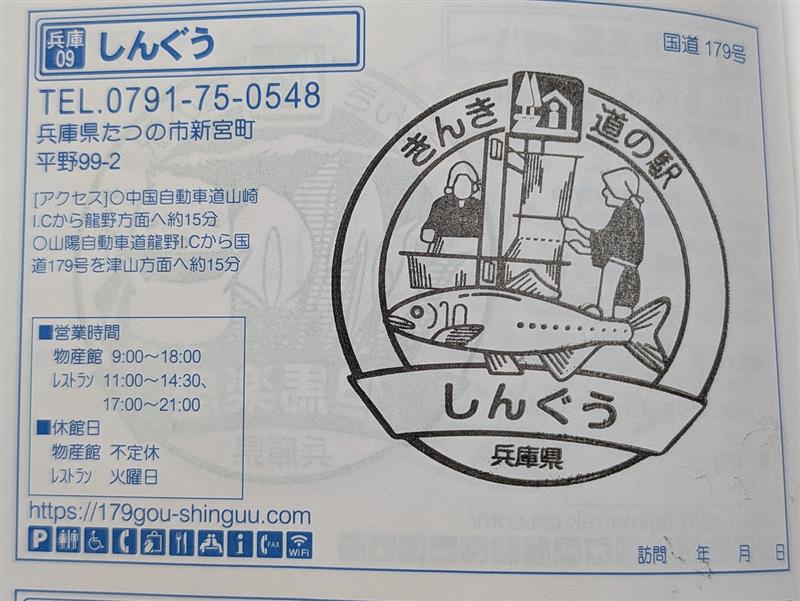 兵庫
09
しんぐう
国道 179号
TEL.0791-75-0548
兵庫県たつの市新宮町
平野99-2
[アクセス]○中国自動車道山崎
I.Cから龍野方面へ約15分
○山陽自動車道龍野I.Cから国
道179号を津山方面へ約15分
■営業時間
物産館 9:00～18:00
ﾚｽﾄﾗﾝ 11:00～14:30、
17:00～21:00
■休館日
物産館 不定休
ﾚｽﾄﾗﾝ 火曜日
https://179gou-shinguu.com
P
i
FAX
WiFi
きんき 道の駅
しんぐう
兵庫県
訪問 年 月 日